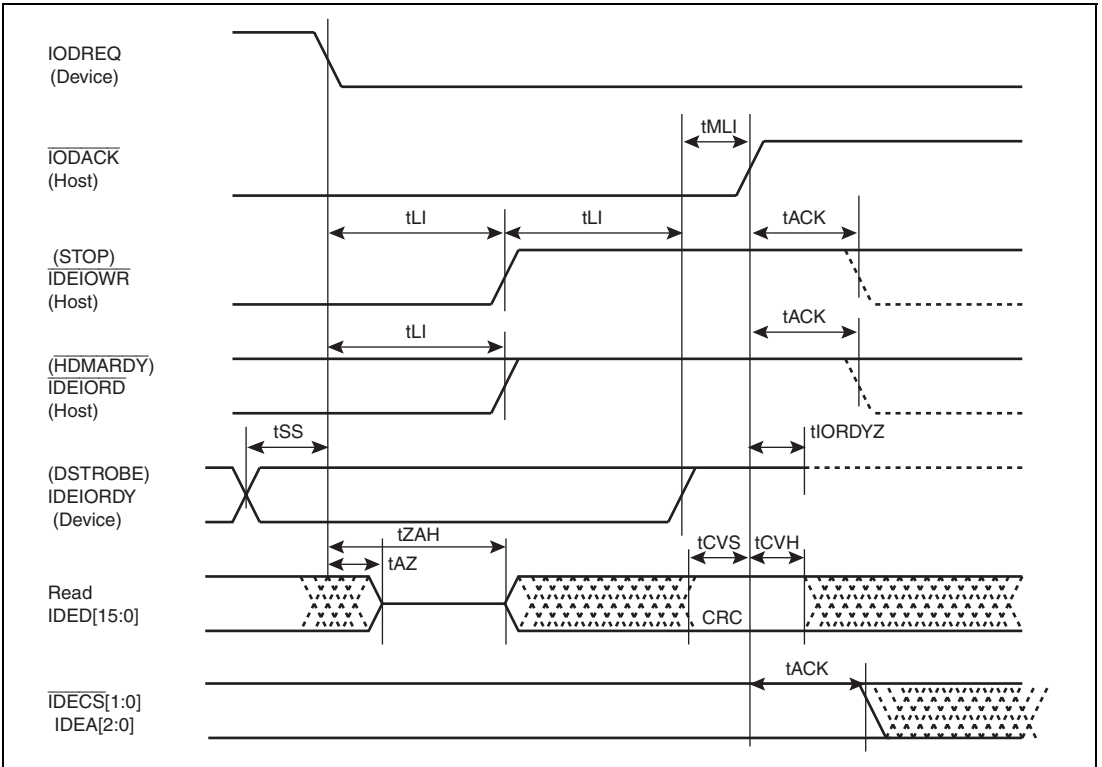 IODREQ
(Device)
tMLI
IODACK
(Host)
tLI tLI tACK
(STOP)
IDEIOWR
(Host)
tACK
tLI
(HDMARDY)
IDEIORD
(Host)
tSS tIORDYZ
(DSTROBE)
IDEIORDY
(Device)
tZAH tCVS tCVH
tAZ
Read
IDED[15:0]
CRC
tACK
IDECS[1:0]
IDEA[2:0]